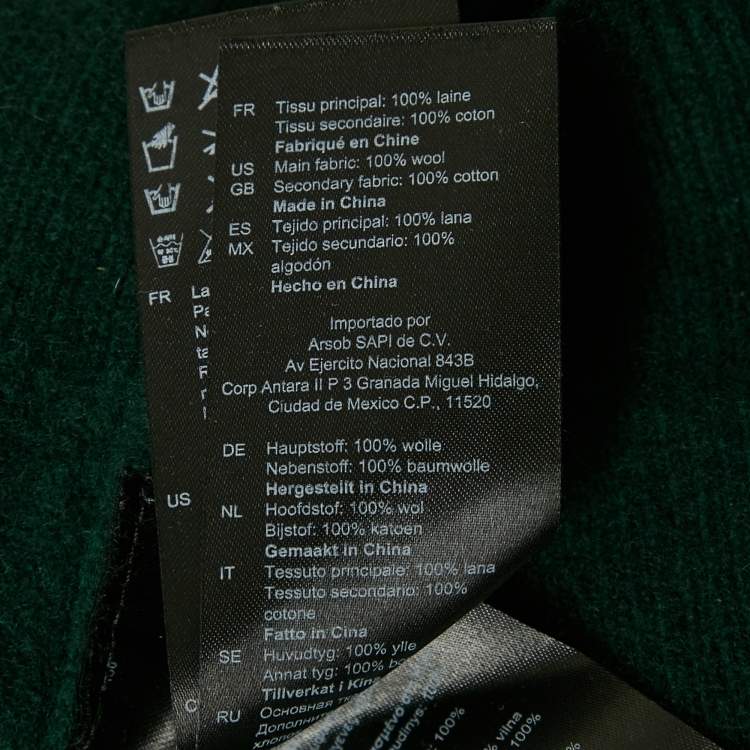 FR Tissu principal: 100% laine
Tissu secondaire: 100% coton
Fabriqué en Chine
US Main fabric: 100% wool
GB Secondary fabric: 100% cotton
Made in China
ES Tejido principal: 100% lana
MX Tejido secundario: 100%
algodón
Hecho en China
Importado por
Arsob SAPI de C.V.
Av Ejercito Nacional 843B
Corp Antara II P 3 Granada Miguel Hidalgo,
Ciudad de Mexico C.P., 11520
DE Hauptstoff: 100% wolle
Nebenstoff: 100% baumwolle
Hergestellt in China
NL Hoofdstof: 100% wol
Bijstof: 100% katoen
Gemaakt in China
IT Tessuto principale: 100% lana
Tessuto secondario: 100%
cotone
Fatto in Cina
SE Huvudtyg: 100% ylle
Annat tyg: 100%
Tillverkat i
RU Основная
FR
US
100%
vilna
100%